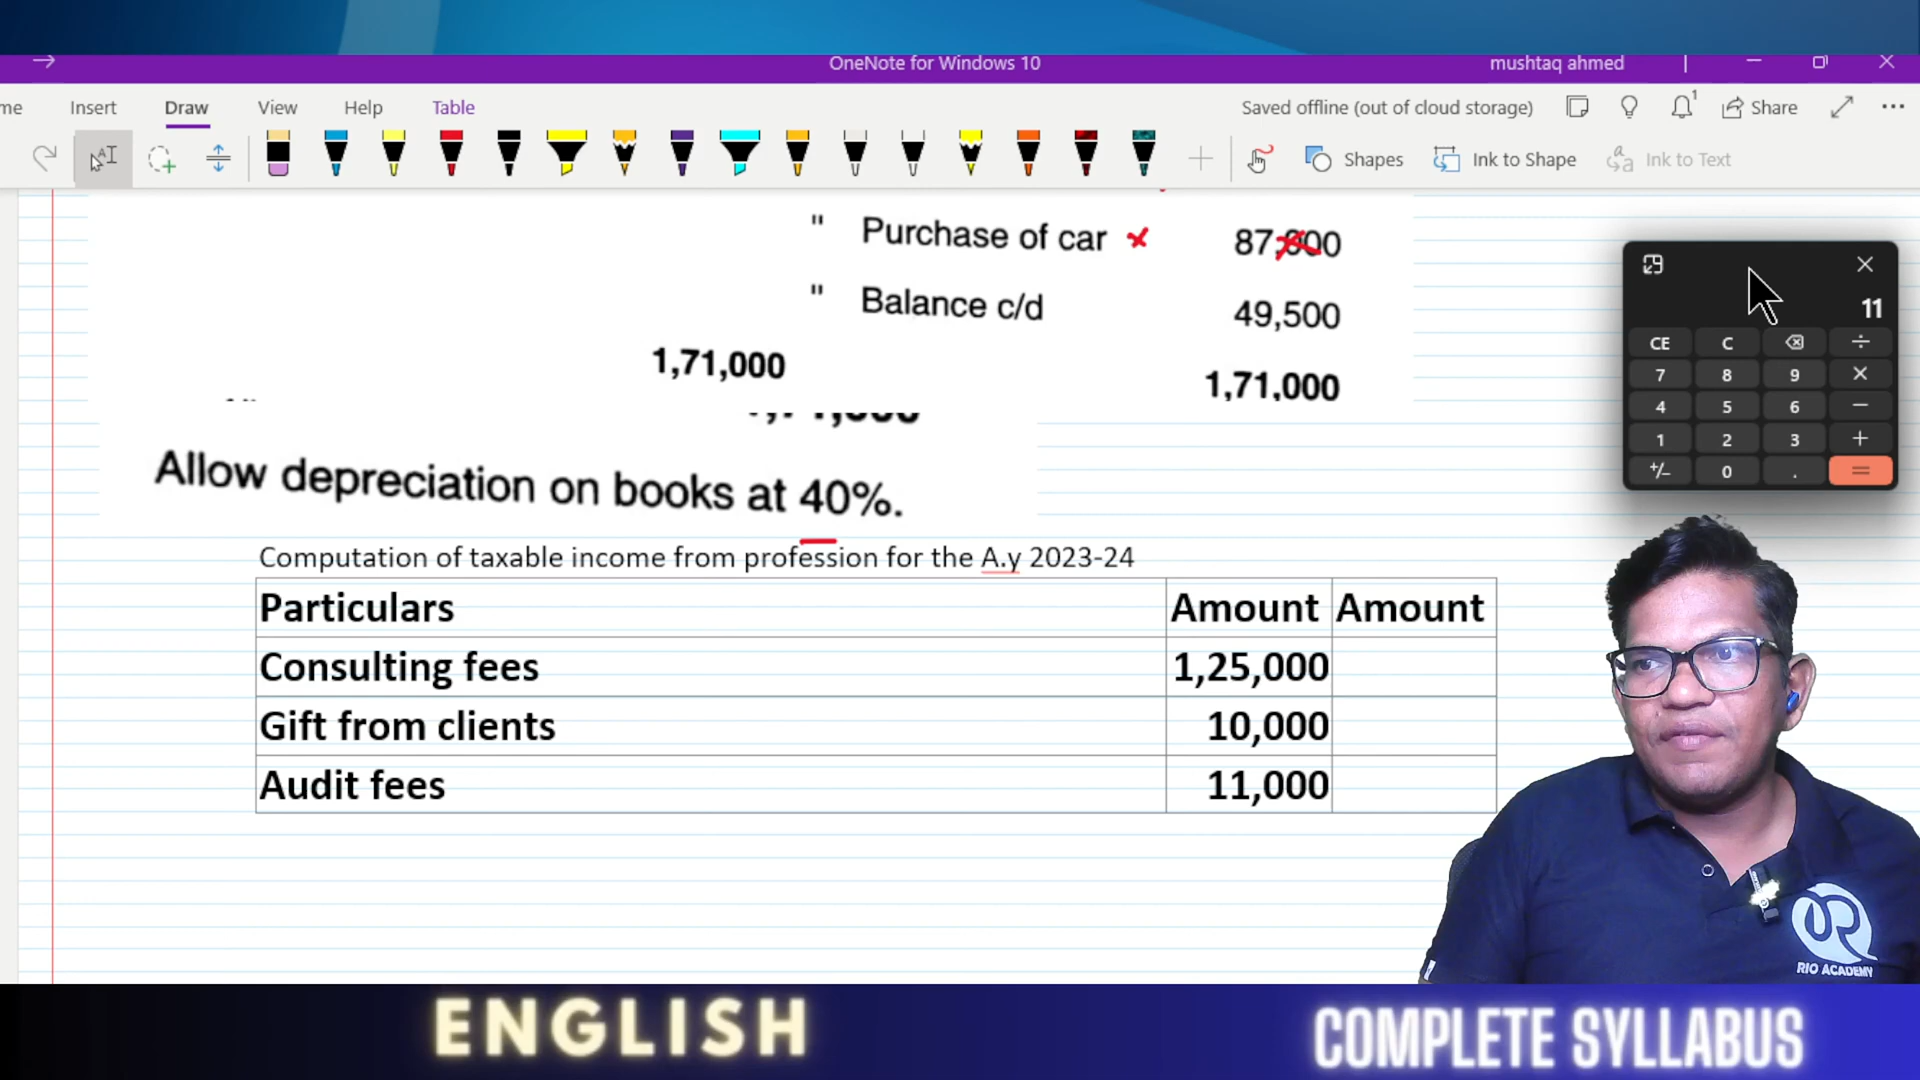 OneNote for Windows 10
mushtaq ahmed
me Insert Draw View Help Table
Saved offline (out of cloud storage)
1
Share
Shapes
Ink to Shape
Ink to Text
" Purchase of car 87,000
" Balance c/d 49,500
1,71,000 1,71,000
Allow depreciation on books at 40%.
Computation of taxable income from profession for the A.y 2023-24
Particulars Amount Amount
Consulting fees 1,25,000
Gift from clients 10,000
Audit fees 11,000
11
CE C ÷
7 8 9 ×
4 5 6 −
1 2 3 +
+/− 0 . =
RIO ACADEMY
ENGLISH
COMPLETE SYLLABUS